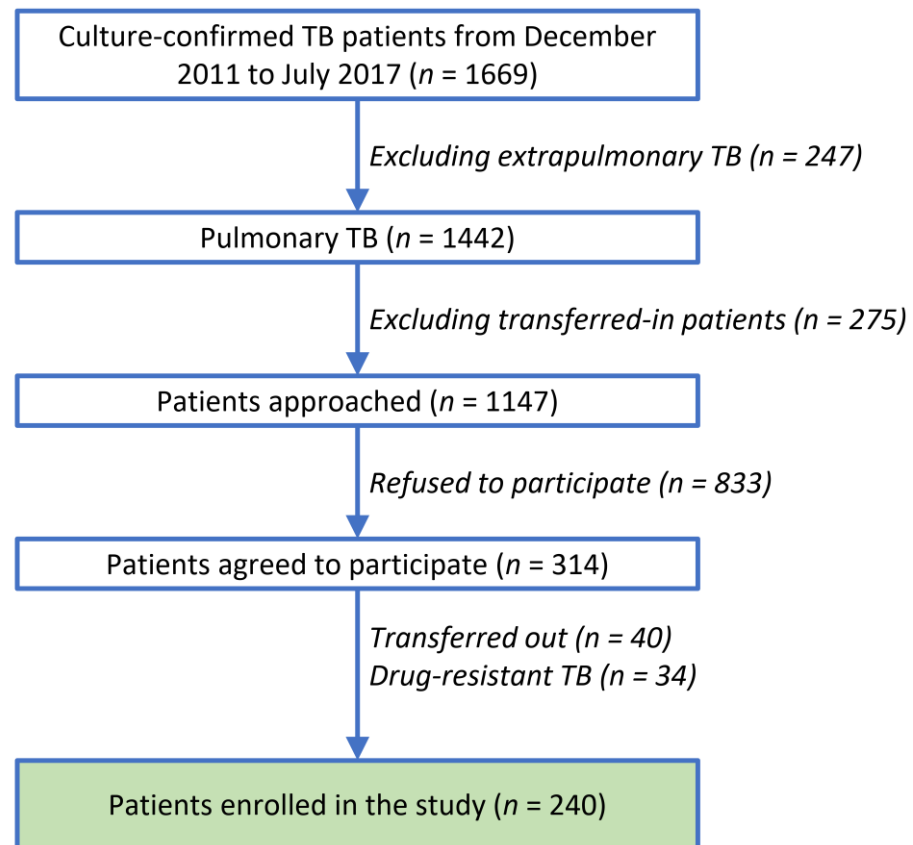 Culture-confirmed TB patients from December
2011 to July 2017 (n = 1669)
Excluding extrapulmonary TB (n = 247)
Pulmonary TB (n = 1442)
Excluding transferred-in patients (n = 275)
Patients approached (n = 1147)
Refused to participate (n = 833)
Patients agreed to participate (n = 314)
Transferred out (n = 40)
Drug-resistant TB (n = 34)
Patients enrolled in the study (n = 240)